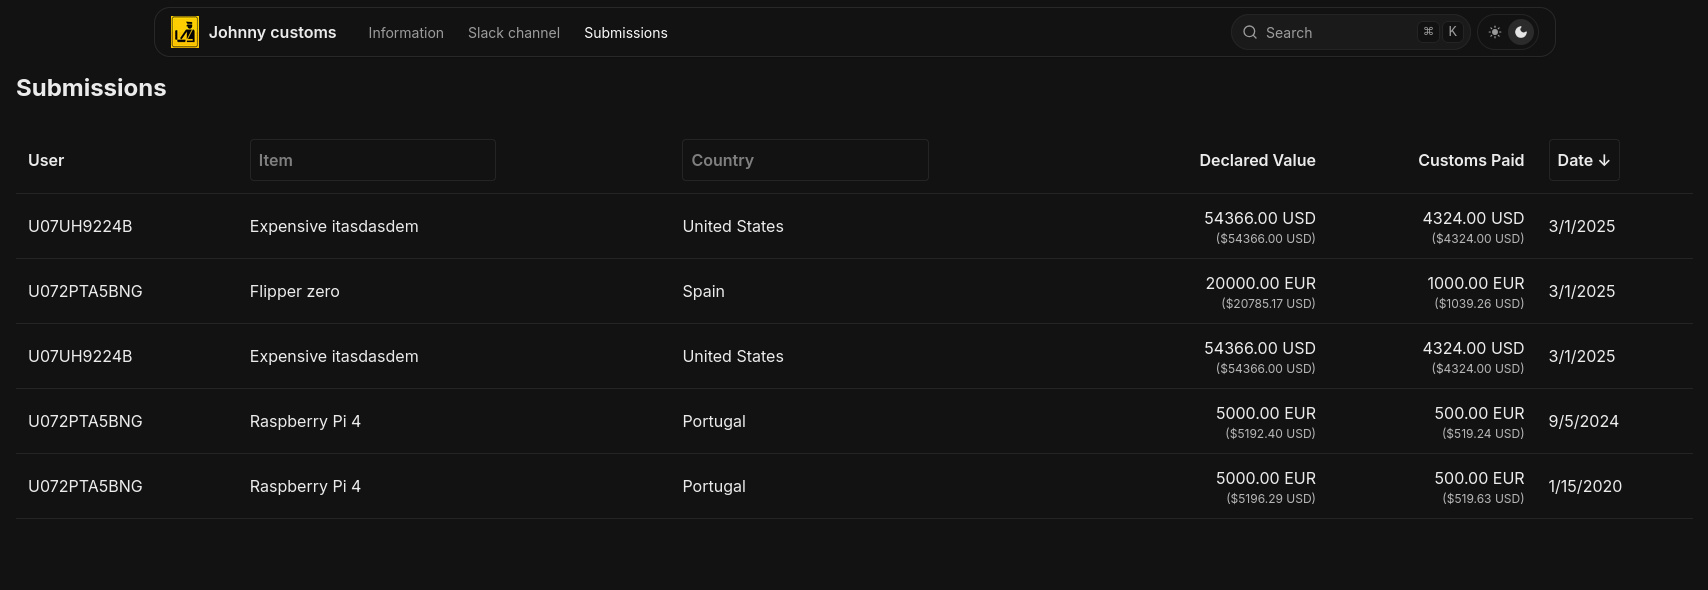 Johnny customs Information Slack channel Submissions Search ⌘ K
Submissions
User Item Country Declared Value Customs Paid Date ↓
U07UH9224B Expensive itasdasdem United States 54366.00 USD 4324.00 USD 3/1/2025
($54366.00 USD) ($4324.00 USD)
U072PTA5BNG Flipper zero Spain 20000.00 EUR 1000.00 EUR 3/1/2025
($20785.17 USD) ($1039.26 USD)
U07UH9224B Expensive itasdasdem United States 54366.00 USD 4324.00 USD 3/1/2025
($54366.00 USD) ($4324.00 USD)
U072PTA5BNG Raspberry Pi 4 Portugal 5000.00 EUR 500.00 EUR 9/5/2024
($5192.40 USD) ($519.24 USD)
U072PTA5BNG Raspberry Pi 4 Portugal 5000.00 EUR 500.00 EUR 1/15/2020
($5196.29 USD) ($519.63 USD)